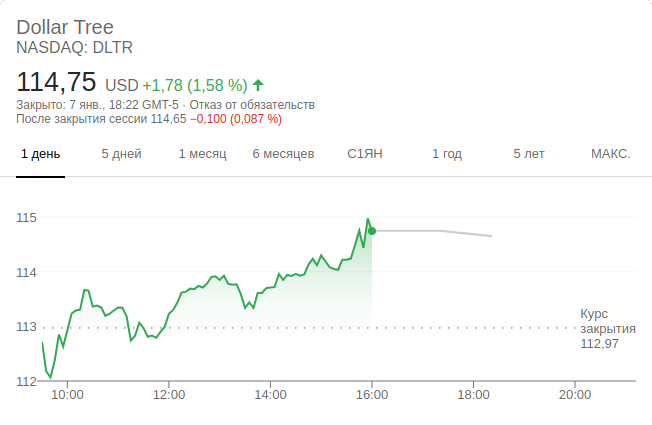 Dollar Tree
NASDAQ: DLTR
114,75 USD +1,78 (1,58 %)
Закрыто: 7 янв., 18:22 GMT-5 · Отказ от обязательств
После закрытия сессии 114,65 −0,100 (0,087 %)
1 день 5 дней 1 месяц 6 месяцев С1ЯН 1 год 5 лет МАКС.
115
114
113
112
Курс
закрытия
112,97
10:00 12:00 14:00 16:00 18:00 20:00